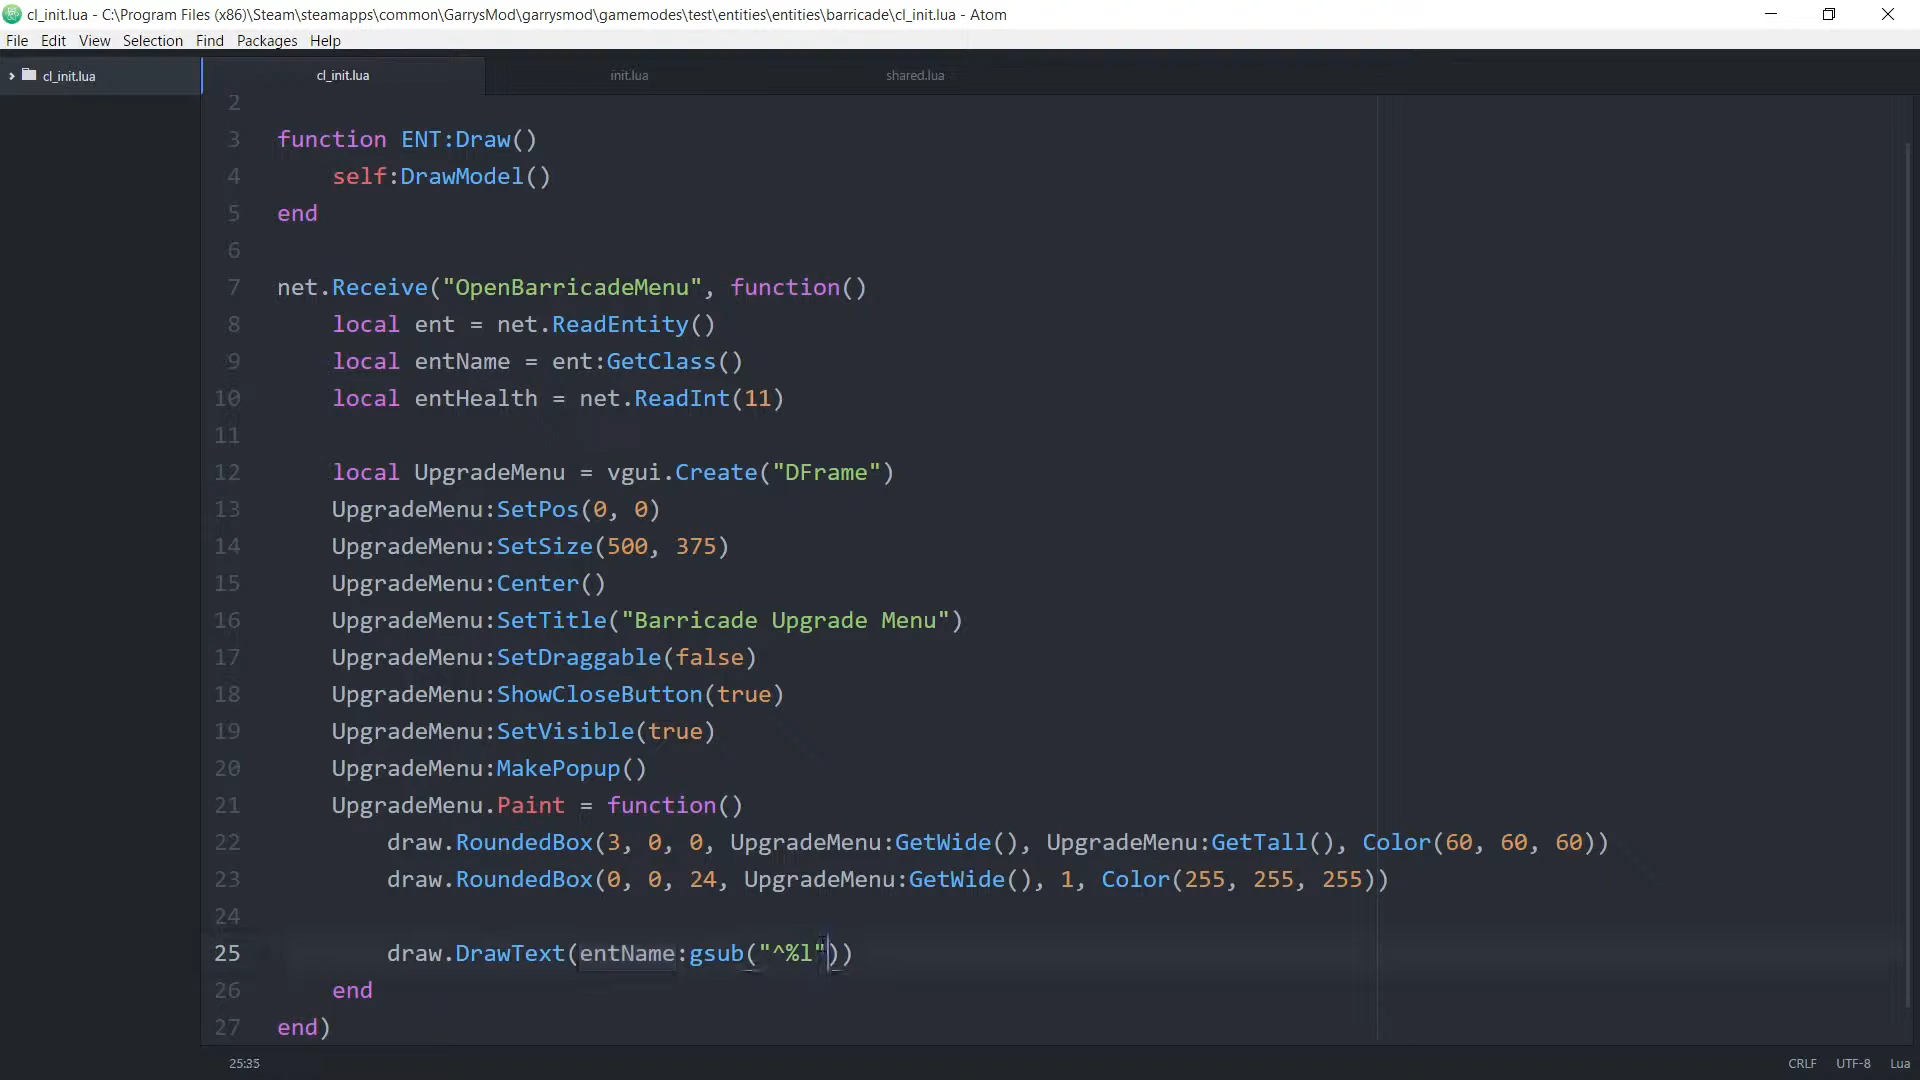 cl_init.lua - C:\Program Files (x86)\Steam\steamapps\common\GarrysMod\garrysmod\gamemodes\test\entities\entities\barricade\cl_init.lua - Atom
File Edit View Selection Find Packages Help
cl_init.lua cl_init.lua init.lua shared.lua
2
3 function ENT:Draw()
4 self:DrawModel()
5 end
6
7 net.Receive("OpenBarricadeMenu", function()
8 local ent = net.ReadEntity()
9 local entName = ent:GetClass()
10 local entHealth = net.ReadInt(11)
11
12 local UpgradeMenu = vgui.Create("DFrame")
13 UpgradeMenu:SetPos(0, 0)
14 UpgradeMenu:SetSize(500, 375)
15 UpgradeMenu:Center()
16 UpgradeMenu:SetTitle("Barricade Upgrade Menu")
17 UpgradeMenu:SetDraggable(false)
18 UpgradeMenu:ShowCloseButton(true)
19 UpgradeMenu:SetVisible(true)
20 UpgradeMenu:MakePopup()
21 UpgradeMenu.Paint = function()
22 draw.RoundedBox(3, 0, 0, UpgradeMenu:GetWide(), UpgradeMenu:GetTall(), Color(60, 60, 60))
23 draw.RoundedBox(0, 0, 24, UpgradeMenu:GetWide(), 1, Color(255, 255, 255))
24
25 draw.DrawText(entName:gsub("^%l"))
26 end
27 end)
25:35 CRLF UTF-8 Lua